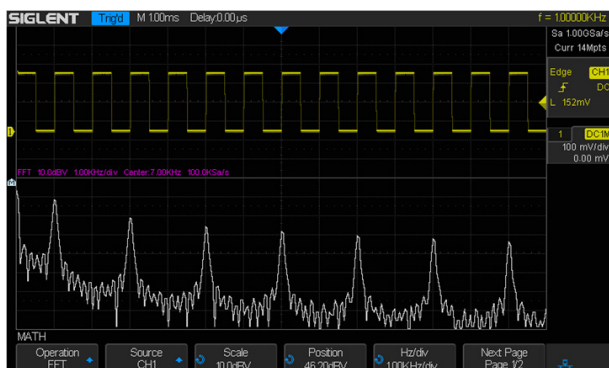 SIGLENT Trig'd M 1.00ms Delay:0.00µs f = 1.00000KHz
Sa 1.00GSa/s
Curr 14Mpts
Edge CH1
DC
L 152mV
1 DC1M
100 mV/div
0.00 mV
FFT 10.0dBV 1.00KHz/div Center:7.00KHz 100.0KSa/s
MATH
Operation Source Scale Position Hz/div Next Page
FFT CH1 10.0dBV 46.20dBV 1.00KHz/div Page 1/2